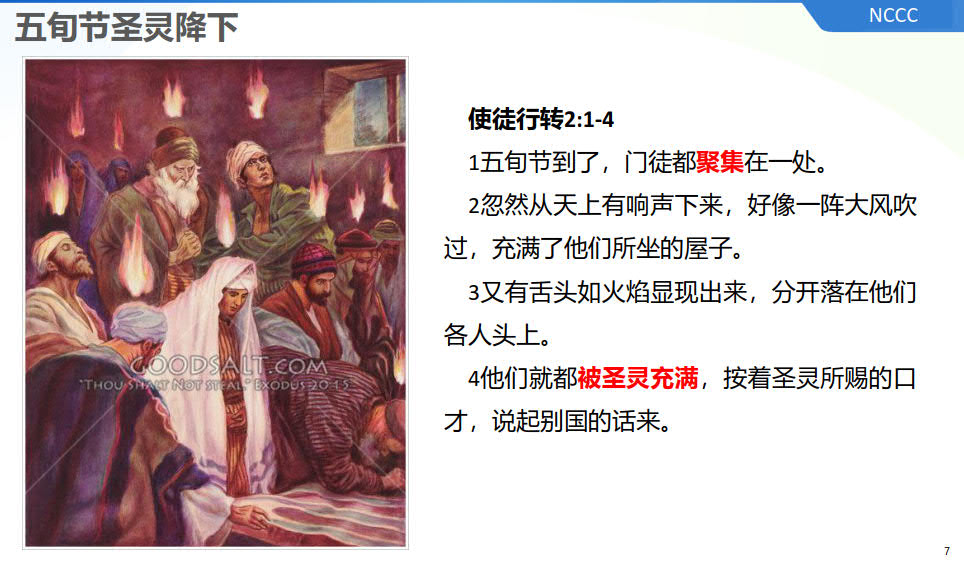 五旬节圣灵降下
NCCC
使徒行转2:1-4
1五旬节到了，门徒都聚集在一处。
2忽然从天上有响声下来，好像一阵大风吹
过，充满了他们所坐的屋子。
3又有舌头如火焰显现出来，分开落在他们
各人头上。
4他们就都被圣灵充满，按着圣灵所赐的口
才，说起别国的话来。
GOODSALT.COM
"THOU SHALT NOT STEAL" EXODUS 20:15
7